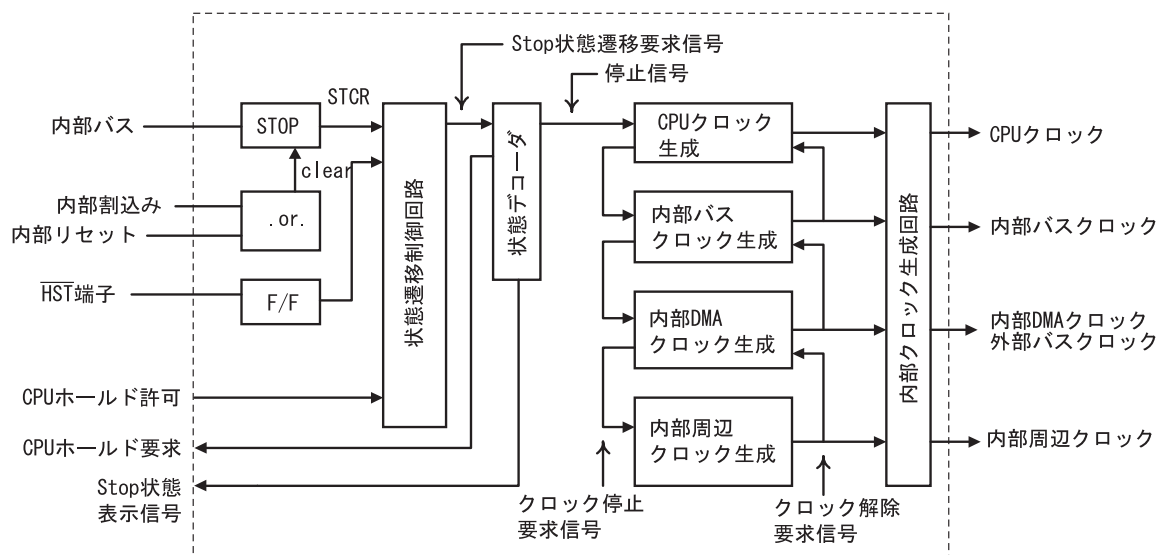 Stop状態遷移要求信号
停止信号
STCR
内部バス
STOP
clear
内部割込み
内部リセット
.or.
HST端子
F/F
状態遷移制御回路
状態デコーダ
CPUクロック
生成
内部バス
クロック生成
内部DMA
クロック生成
内部周辺
クロック生成
内部クロック生成回路
CPUクロック
内部バスクロック
内部DMAクロック
外部バスクロック
内部周辺クロック
CPUホールド許可
CPUホールド要求
Stop状態
表示信号
クロック停止
要求信号
クロック解除
要求信号